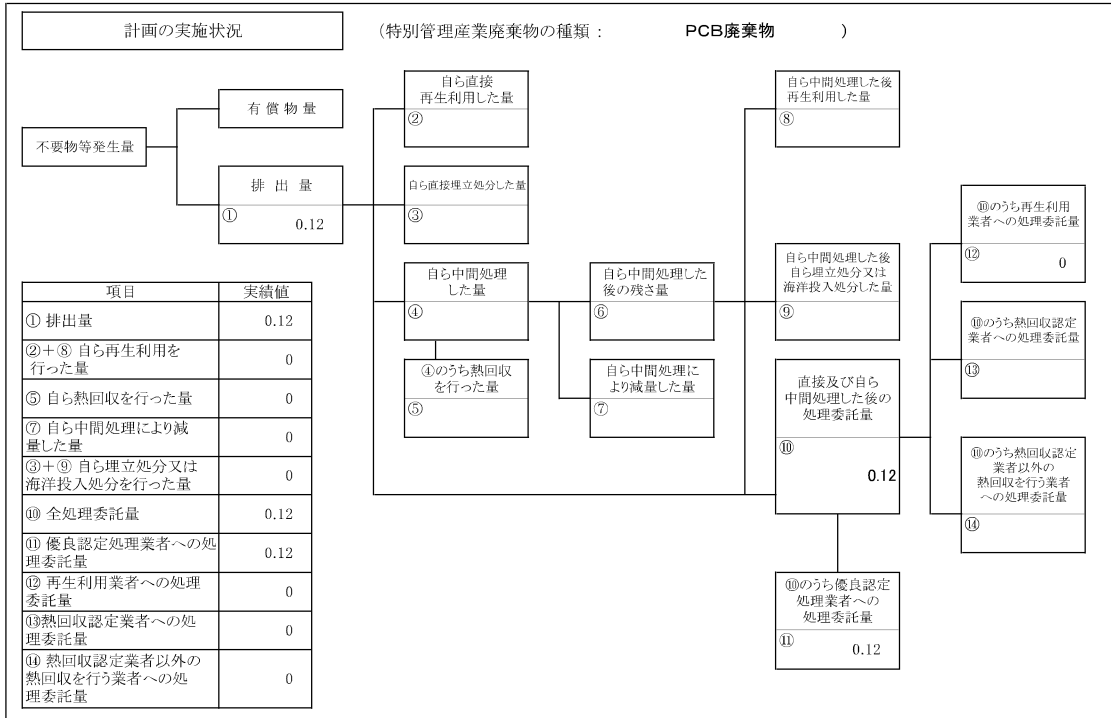 計画の実施状況
(特別管理産業廃棄物の種類： PCB廃棄物 )
不要物等発生量
有 償 物 量
排 出 量
①
0.12
自ら直接
再生利用した量
②
自ら直接埋立処分した量
③
自ら中間処理
した量
④
④のうち熱回収
を行った量
⑤
自ら中間処理した
後の残さ量
⑥
自ら中間処理に
より減量した量
⑦
自ら中間処理した後
再生利用した量
⑧
自ら中間処理した後
自ら埋立処分又は
海洋投入処分した量
⑨
直接及び自ら
中間処理した後の
処理委託量
⑩
0.12
⑩のうち優良認定
処理業者への
処理委託量
⑪
0.12
⑩のうち再生利用
業者への処理委託量
⑫
0
⑩のうち熱回収認定
業者への処理委託量
⑬
⑩のうち熱回収認定
業者以外の
熱回収を行う業者
への処理委託量
⑭
項目 実績値
① 排出量 0.12
②＋⑧ 自ら再生利用を
行った量 0
⑤ 自ら熱回収を行った量 0
⑦ 自ら中間処理により減
量した量 0
③＋⑨ 自ら埋立処分又は
海洋投入処分を行った量 0
⑩ 全処理委託量 0.12
⑪ 優良認定処理業者への処
理委託量 0.12
⑫ 再生利用業者への処理
委託量 0
⑬熱回収認定業者への処
理委託量 0
⑭ 熱回収認定業者以外の
熱回収を行う業者への処
理委託量 0